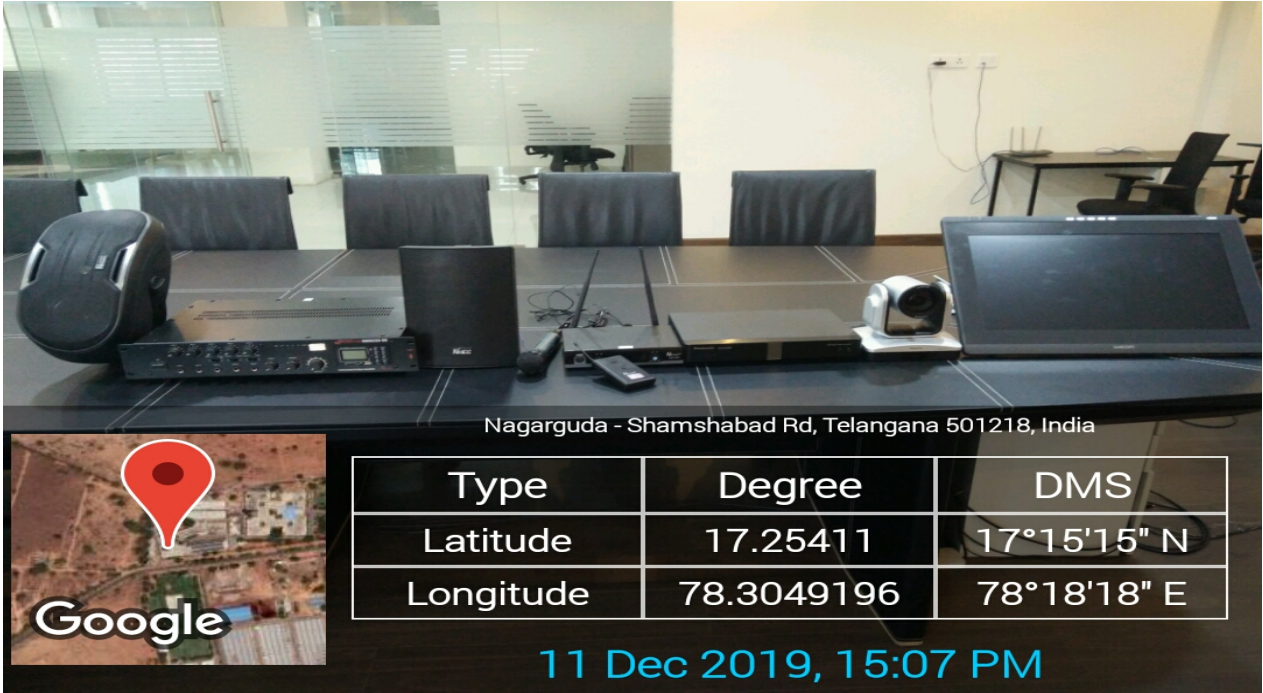 Nagarguda - Shamshabad Rd, Telangana 501218, India
Type Degree DMS
Latitude 17.25411 17°15'15" N
Longitude 78.3049196 78°18'18" E
Google
11 Dec 2019, 15:07 PM